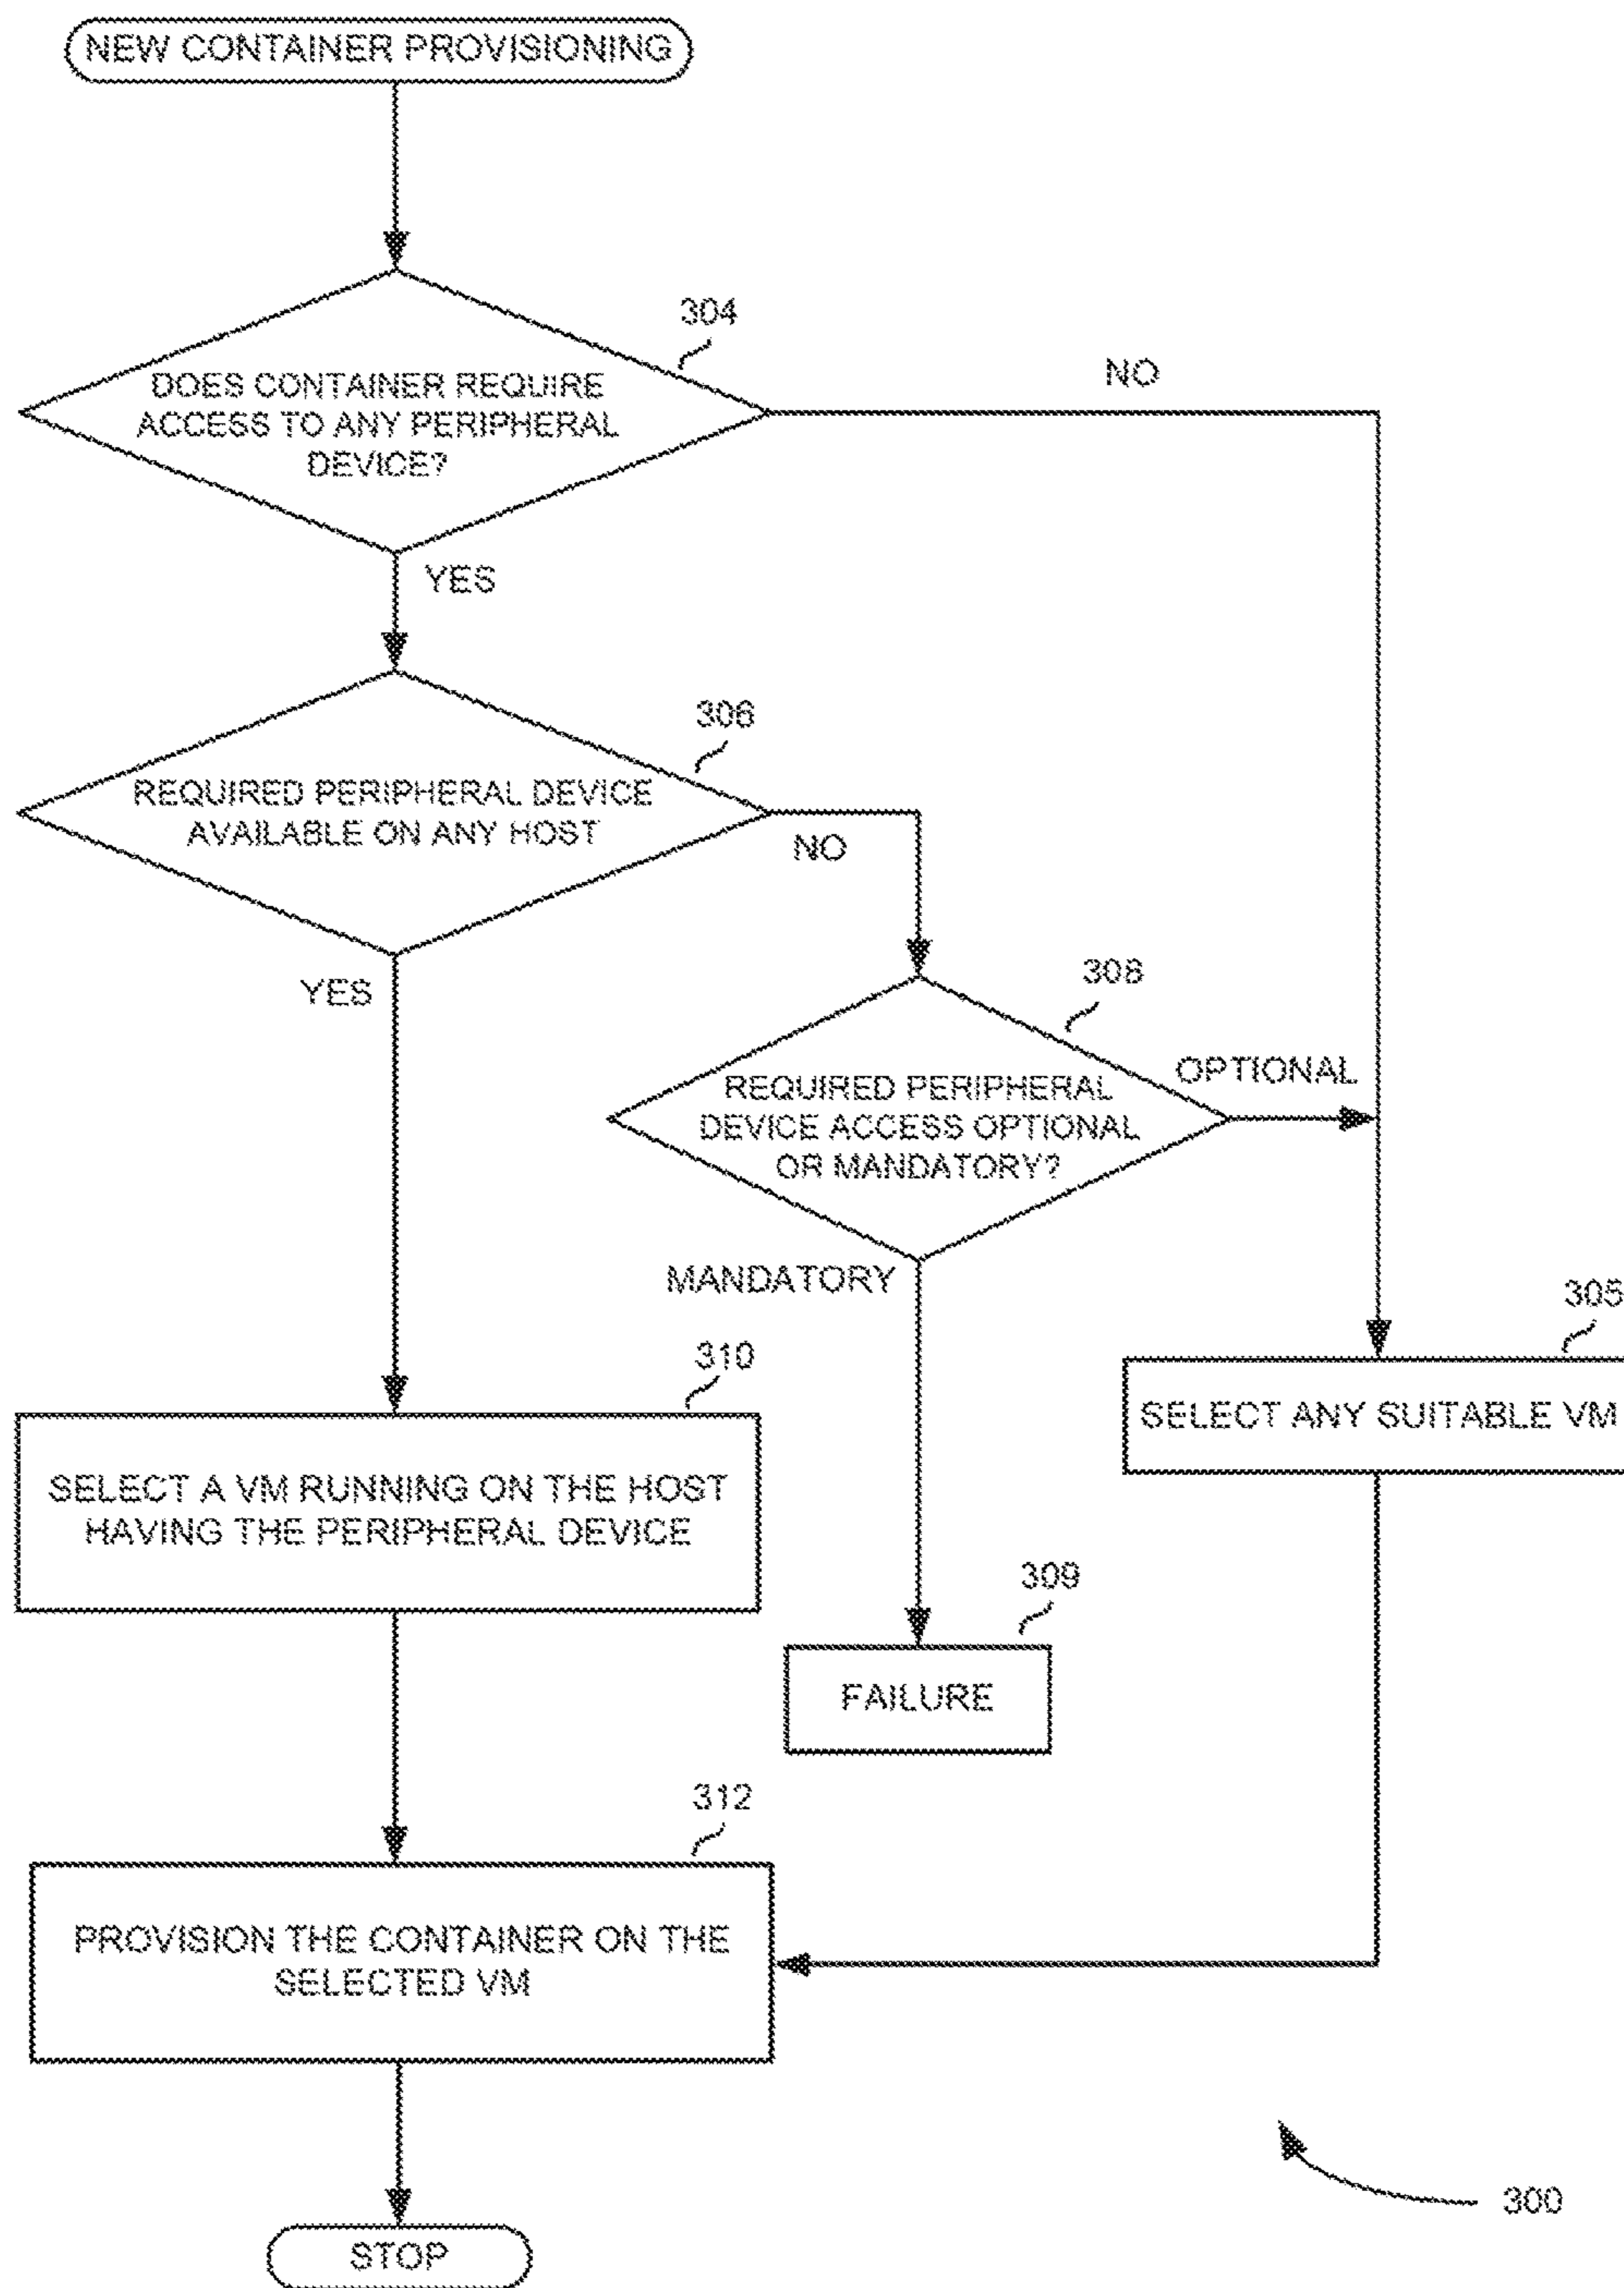 NEW CONTAINER PROVISIONING
304
DOES CONTAINER REQUIRE
ACCESS TO ANY PERIPHERAL
DEVICE?
NO
YES
306
REQUIRED PERIPHERAL DEVICE
AVAILABLE ON ANY HOST
NO
YES
308
REQUIRED PERIPHERAL
DEVICE ACCESS OPTIONAL
OR MANDATORY?
OPTIONAL
MANDATORY
305
SELECT ANY SUITABLE VM
310
SELECT A VM RUNNING ON THE HOST
HAVING THE PERIPHERAL DEVICE
309
FAILURE
312
PROVISION THE CONTAINER ON THE
SELECTED VM
300
STOP